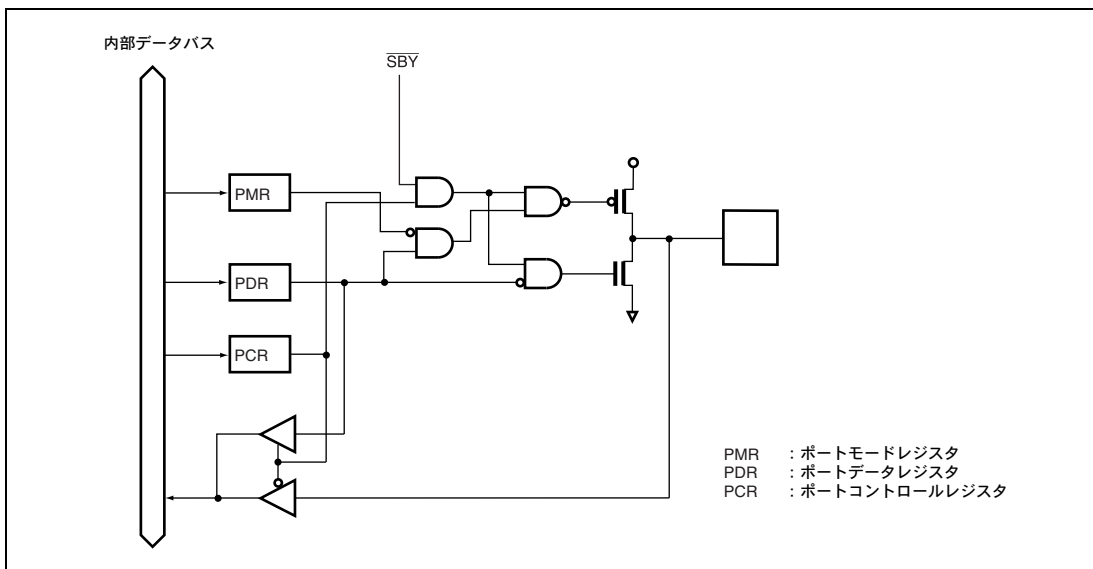 内部データバス
SBY
PMR
PDR
PCR
PMR : ポートモードレジスタ
PDR : ポートデータレジスタ
PCR : ポートコントロールレジスタ